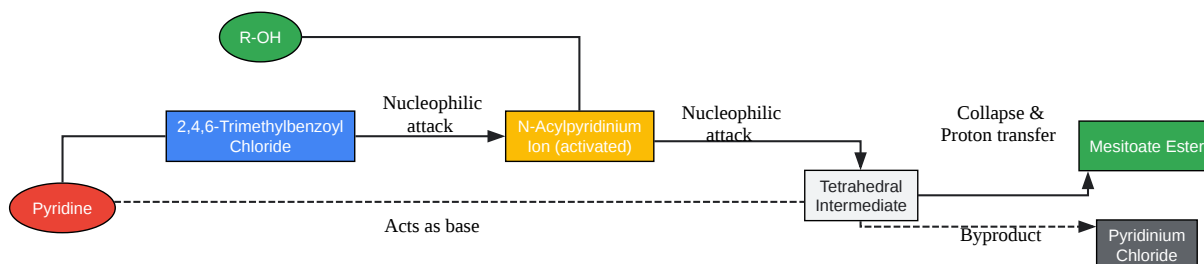 R-OH
Nucleophilic
attack
Nucleophilic
attack
Collapse &
Proton transfer
2,4,6-Trimethylbenzoyl
Chloride
N-Acylpyridinium
Ion (activated)
Mesitoate Ester
Pyridine
Acts as base
Tetrahedral
Intermediate
Byproduct
Pyridinium
Chloride